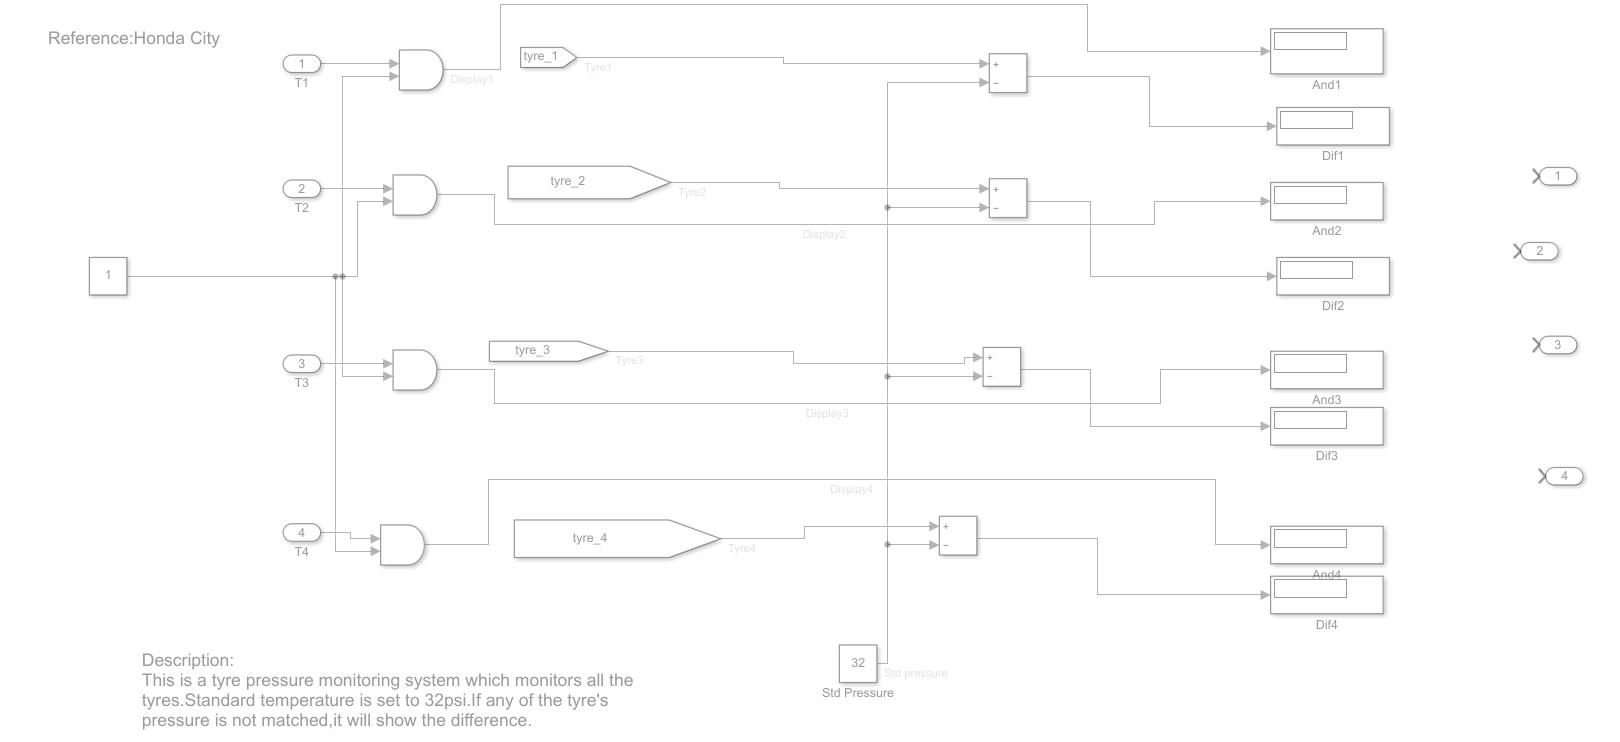 Reference:Honda City
1
T1
Display1
tyre_1
Tyre1
+
−
And1
Dif1
2
T2
tyre_2
Tyre2
+
−
Display2
And2
Dif2
1
1
2
3
4
3
T3
tyre_3
Tyre3
+
−
Display3
And3
Dif3
Display4
4
T4
tyre_4
Tyre4
+
−
And4
Dif4
32
Std pressure
Std Pressure
Description:
This is a tyre pressure monitoring system which monitors all the
tyres.Standard temperature is set to 32psi.If any of the tyre's
pressure is not matched,it will show the difference.